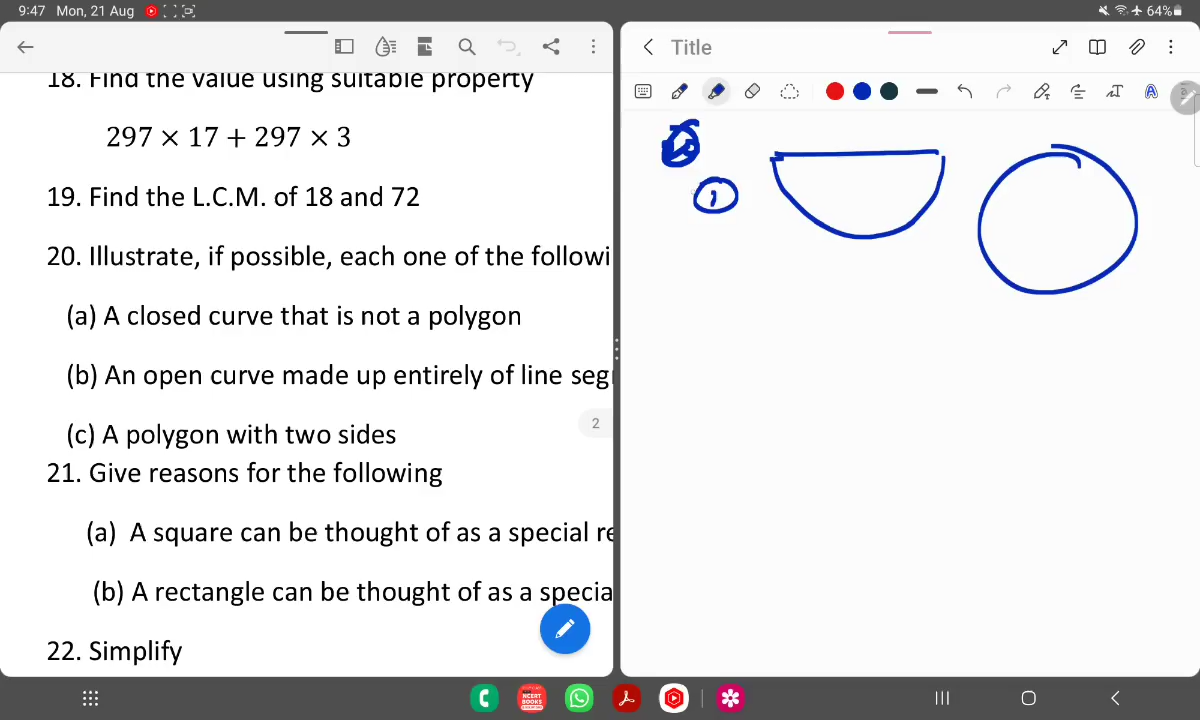 9:47 Mon, 21 Aug
64%
18. Find the value using suitable property
297 × 17 + 297 × 3
19. Find the L.C.M. of 18 and 72
20. Illustrate, if possible, each one of the followi
(a) A closed curve that is not a polygon
(b) An open curve made up entirely of line seg
(c) A polygon with two sides
2
21. Give reasons for the following
(a) A square can be thought of as a special re
(b) A rectangle can be thought of as a specia
22. Simplify
Title
NCERT
BOOKS